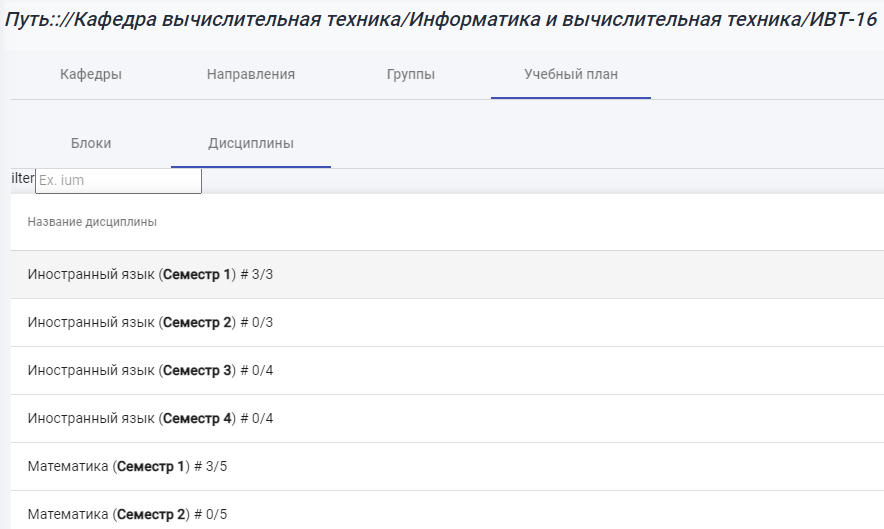 Путь:://Кафедра вычислительная техника/Информатика и вычислительная техника/ИВТ-16
Кафедры Направления Группы Учебный план
Блоки Дисциплины
ilter Ex. ium
Название дисциплины
Иностранный язык (Семестр 1) # 3/3
Иностранный язык (Семестр 2) # 0/3
Иностранный язык (Семестр 3) # 0/4
Иностранный язык (Семестр 4) # 0/4
Математика (Семестр 1) # 3/5
Математика (Семестр 2) # 0/5